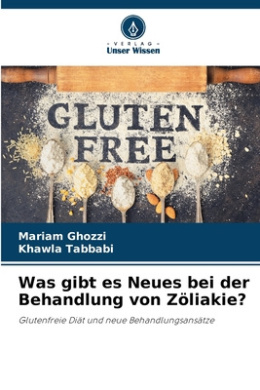 VERLAG
Unser Wissen
GLUTEN
FREE
Mariam Ghozzi
Khawla Tabbabi
Was gibt es Neues bei der
Behandlung von Zöliakie?
Glutenfreie Diät und neue Behandlungsansätze